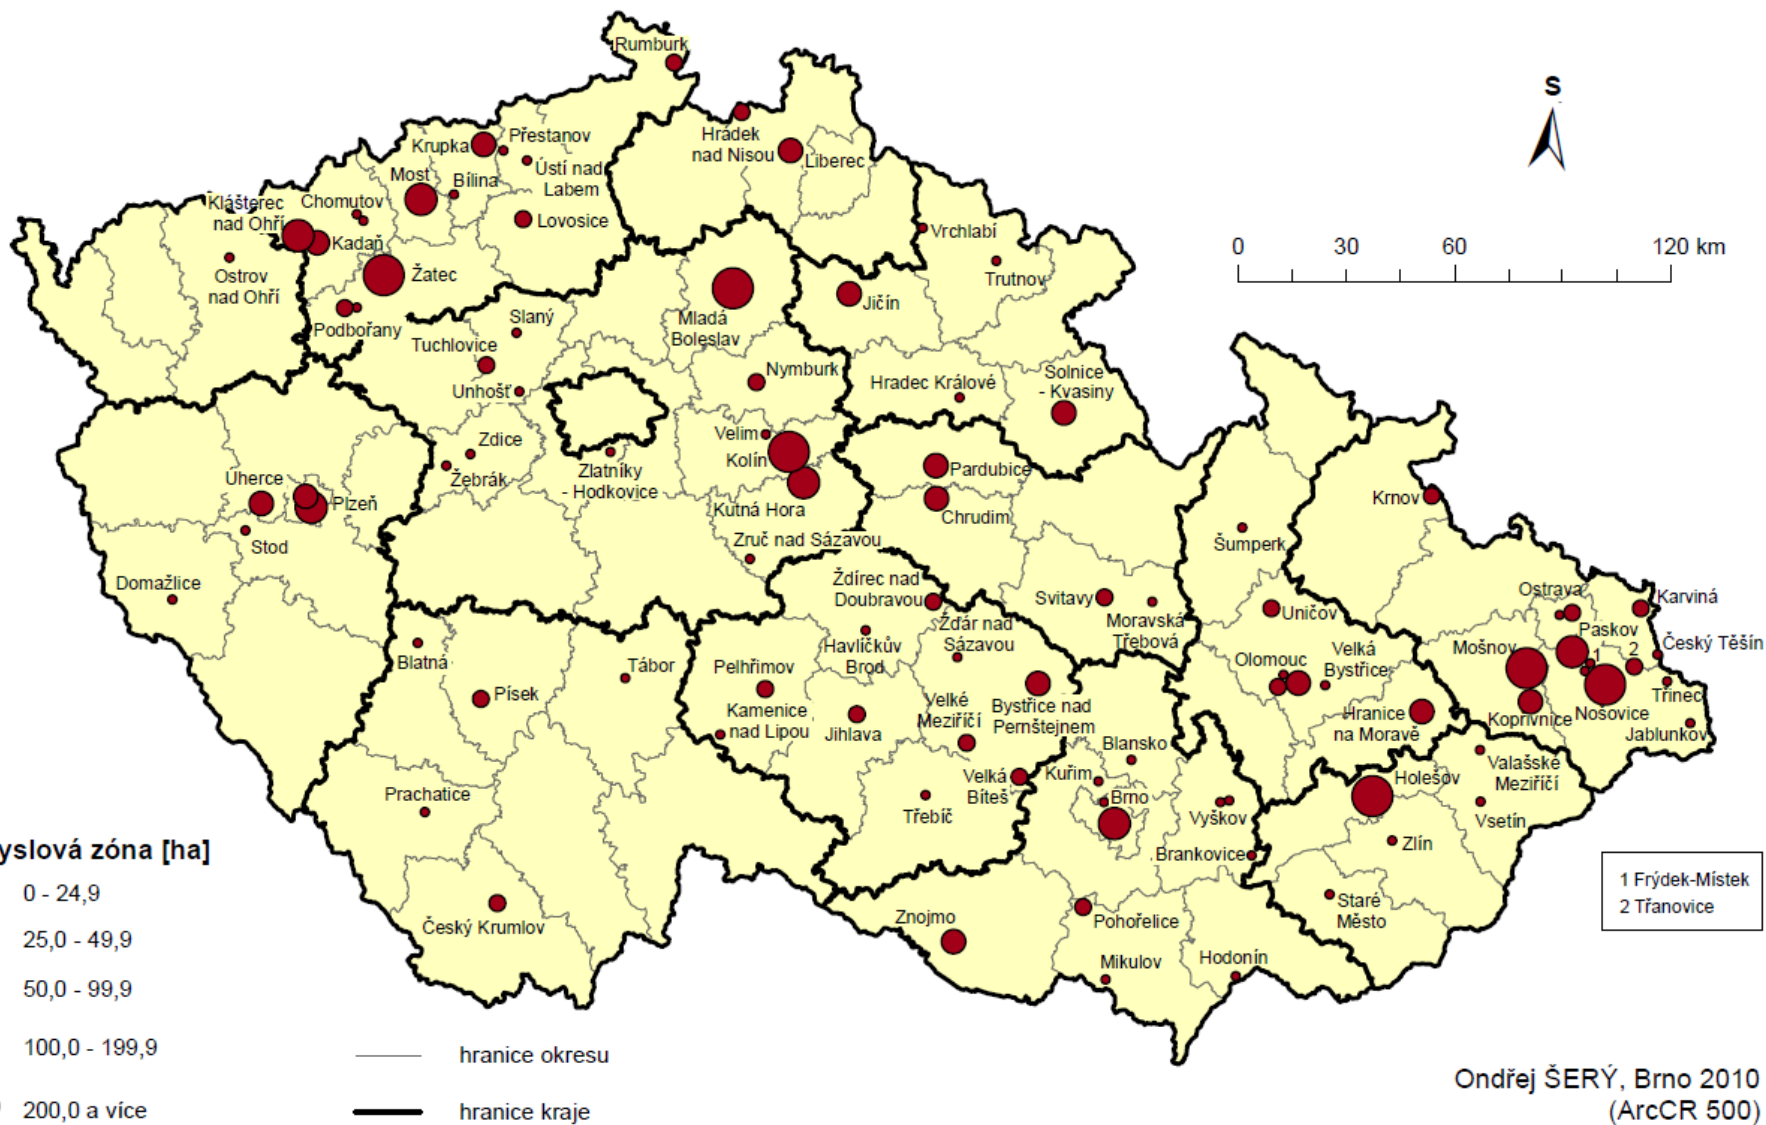 Rumburk
S
Hrádek
nad Nisou
Liberec
Krupka
Přestanov
Ústí nad
Labem
Most
Bílina
Klášterec
nad Ohří
Chomutov
Lovosice
Kadaň
Ostrov
nad Ohří
Žatec
Podbořany
Vrchlabí
Trutnov
0 30 60 120 km
Jičín
Mladá
Boleslav
Slaný
Tuchlovice
Unhošť
Nymburk
Hradec Králové
Solnice
- Kvasiny
Velim
Kolín
Zdice
Žebrák
Zlatníky
- Hodkovice
Kutná Hora
Pardubice
Chrudim
Úherce
Plzeň
Stod
Domažlice
Zruč nad Sázavou
Krnov
Šumperk
Ždírec nad
Doubravou
Svitavy
Moravská
Třebová
Uničov
Ostrava
Karviná
Paskov
Český Těšín
Mošnov
1
2
Blatná
Tábor
Písek
Pelhřimov
Havlíčkův
Brod
Žďár nad
Sázavou
Kamenice
nad Lipou
Jihlava
Velké
Meziříčí
Bystřice nad
Pernštejnem
Olomouc
Velká
Bystřice
Hranice
na Moravě
Kopřivnice
Nošovice
Třinec
Jablunkov
Blansko
Velká
Bíteš
Kuřim
Brno
Třebíč
Vyškov
Brankovice
Holešov
Valašské
Meziříčí
Vsetín
Zlín
Prachatice
Staré
Město
Český Krumlov
Znojmo
Pohořelice
Mikulov
Hodonín
1 Frýdek-Místek
2 Třanovice
yslová zóna [ha]
0 - 24,9
25,0 - 49,9
50,0 - 99,9
100,0 - 199,9
200,0 a více
hranice okresu
hranice kraje
Ondřej ŠERÝ, Brno 2010
(ArcCR 500)